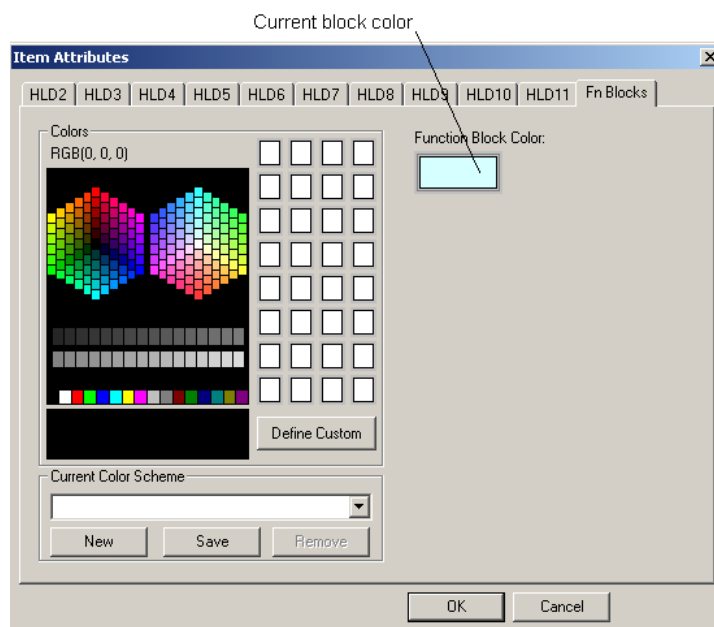 Current block color
Item Attributes
HLD2 HLD3 HLD4 HLD5 HLD6 HLD7 HLD8 HLD9 HLD10 HLD11 Fn Blocks
Colors
RGB(0, 0, 0)
Function Block Color:
Define Custom
Current Color Scheme
New Save Remove
OK Cancel